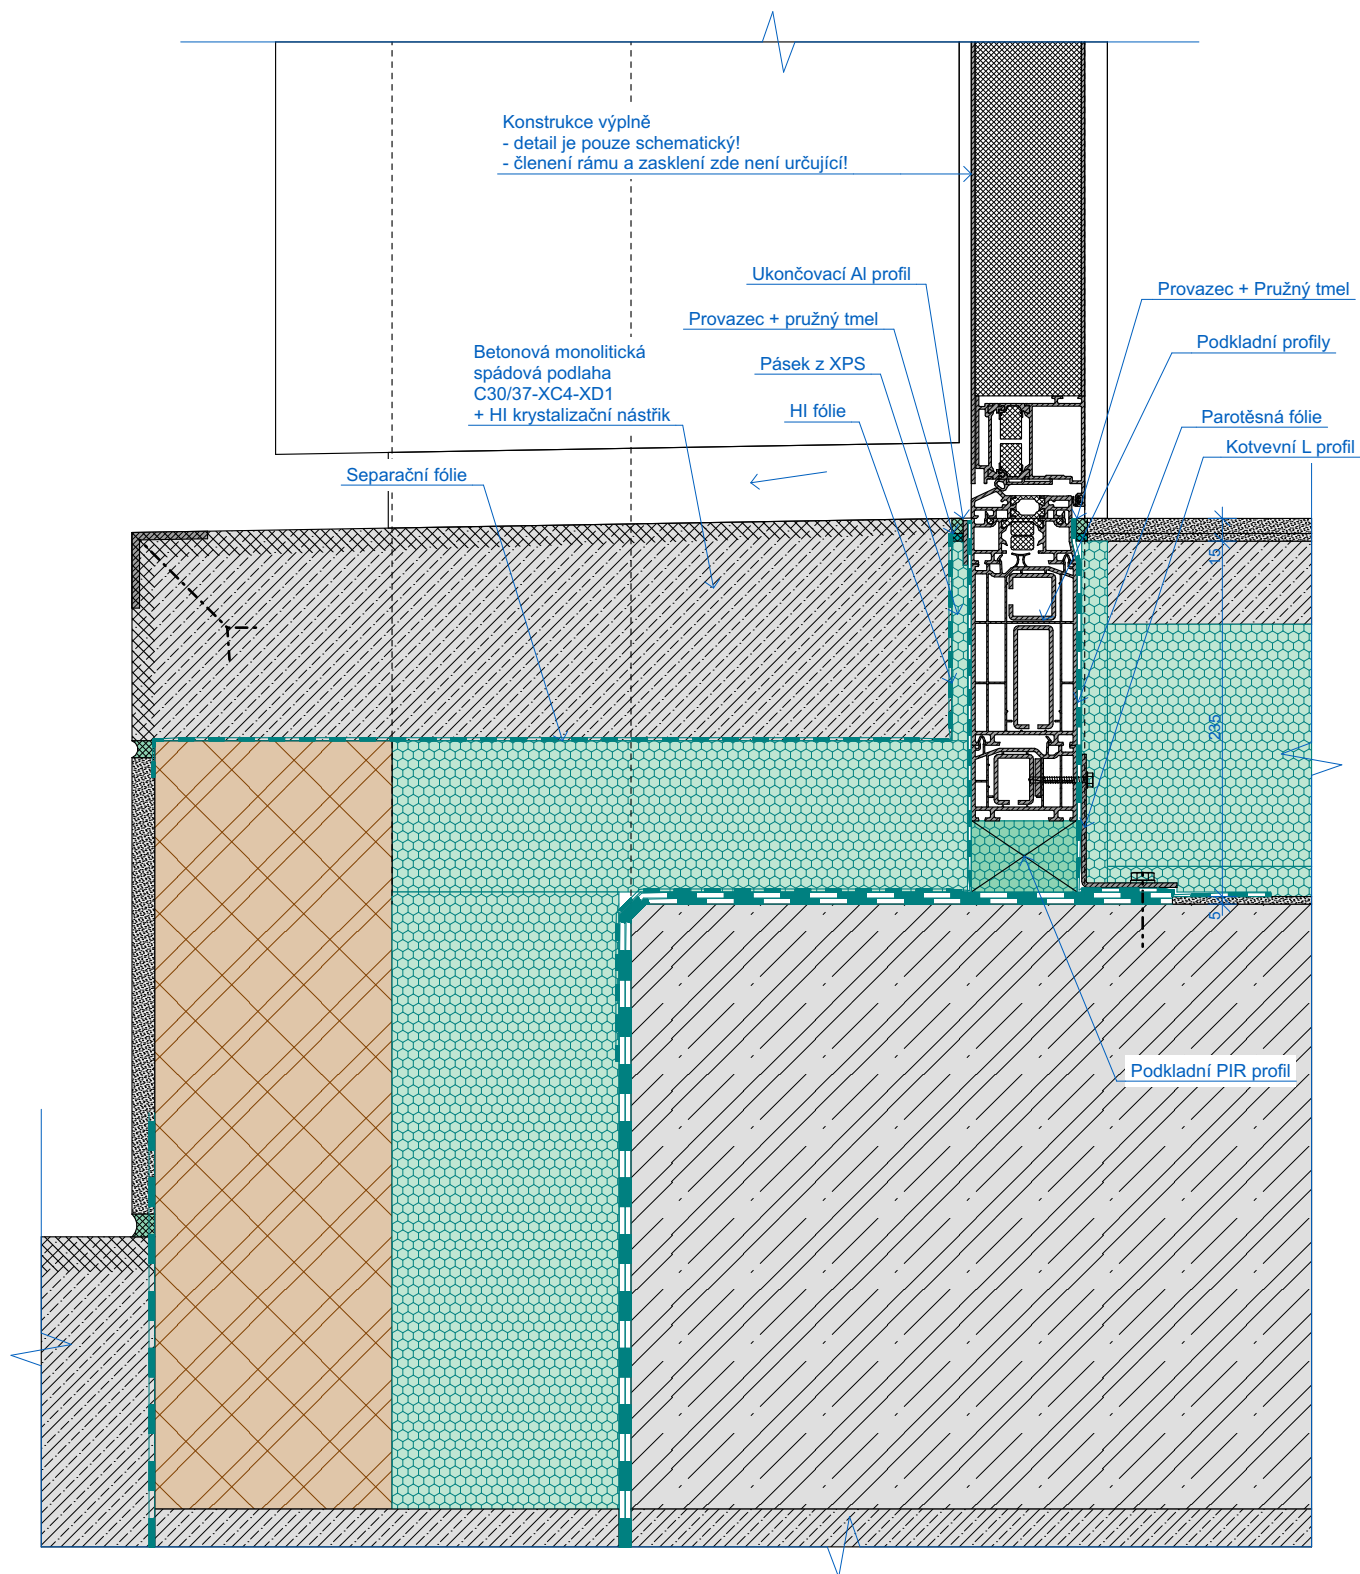 Konstrukce výplně
- detail je pouze schematický!
- členení rámu a zasklení zde není určující!
Ukončovací Al profil
Provazec + Pružný tmel
Provazec + pružný tmel
Podkladní profily
Betonová monolitická
spádová podlaha
C30/37-XC4-XD1
+ HI krystalizační nástřik
Pásek z XPS
HI fólie
Parotěsná fólie
Kotvevní L profil
Separační fólie
15
235
5
Podkladní PIR profil